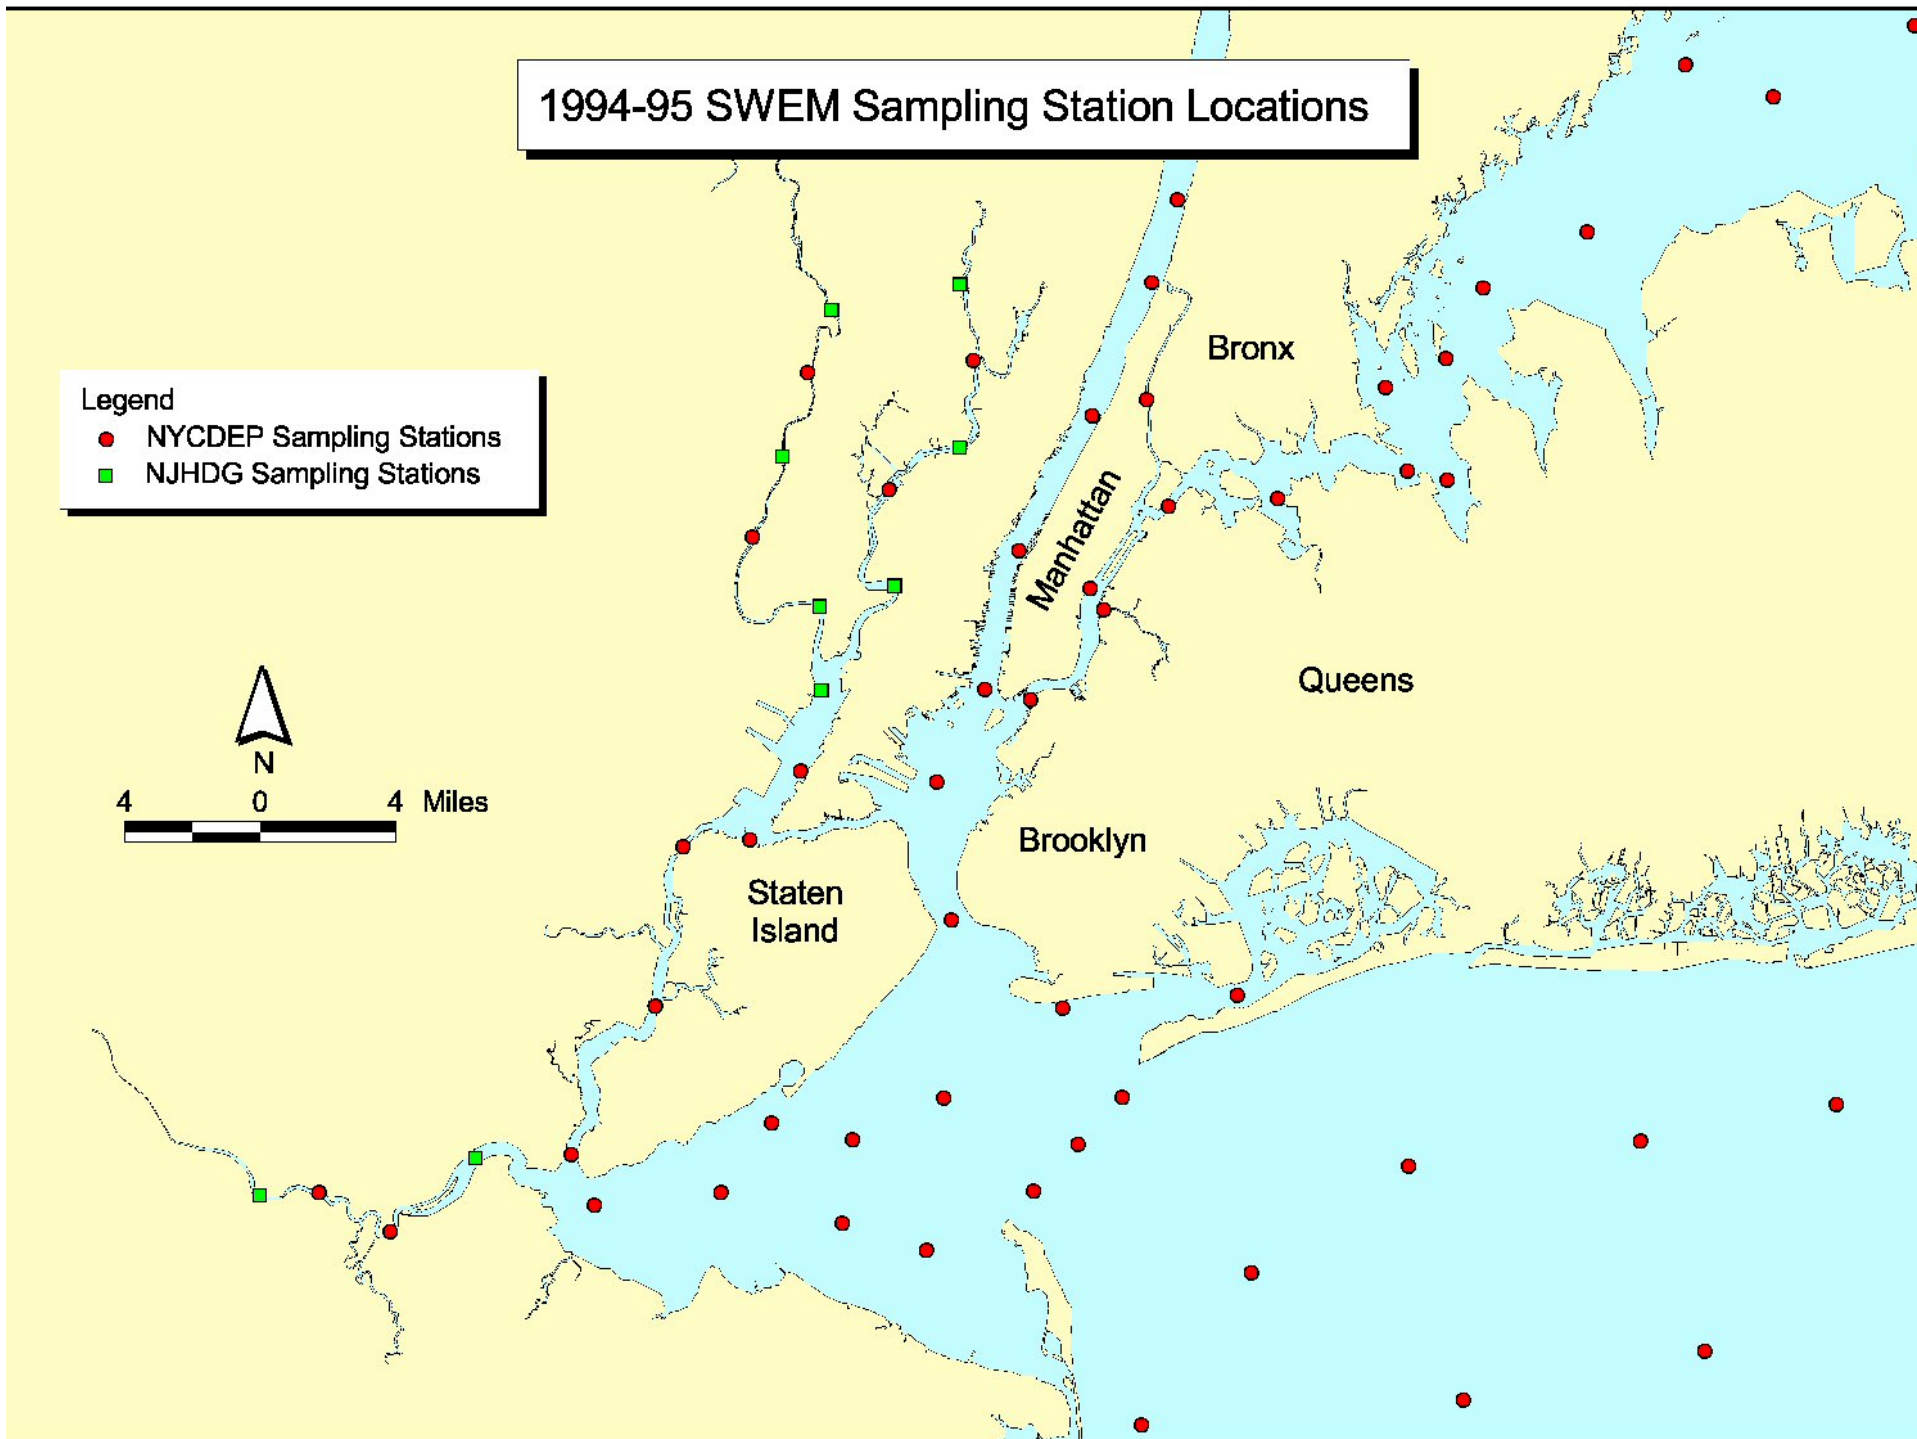 1994-95 SWEM Sampling Station Locations
Bronx
Legend
NYCDEP Sampling Stations
NJHDG Sampling Stations
Manhattan
Queens
N
4 0 4 Miles
Brooklyn
Staten
Island